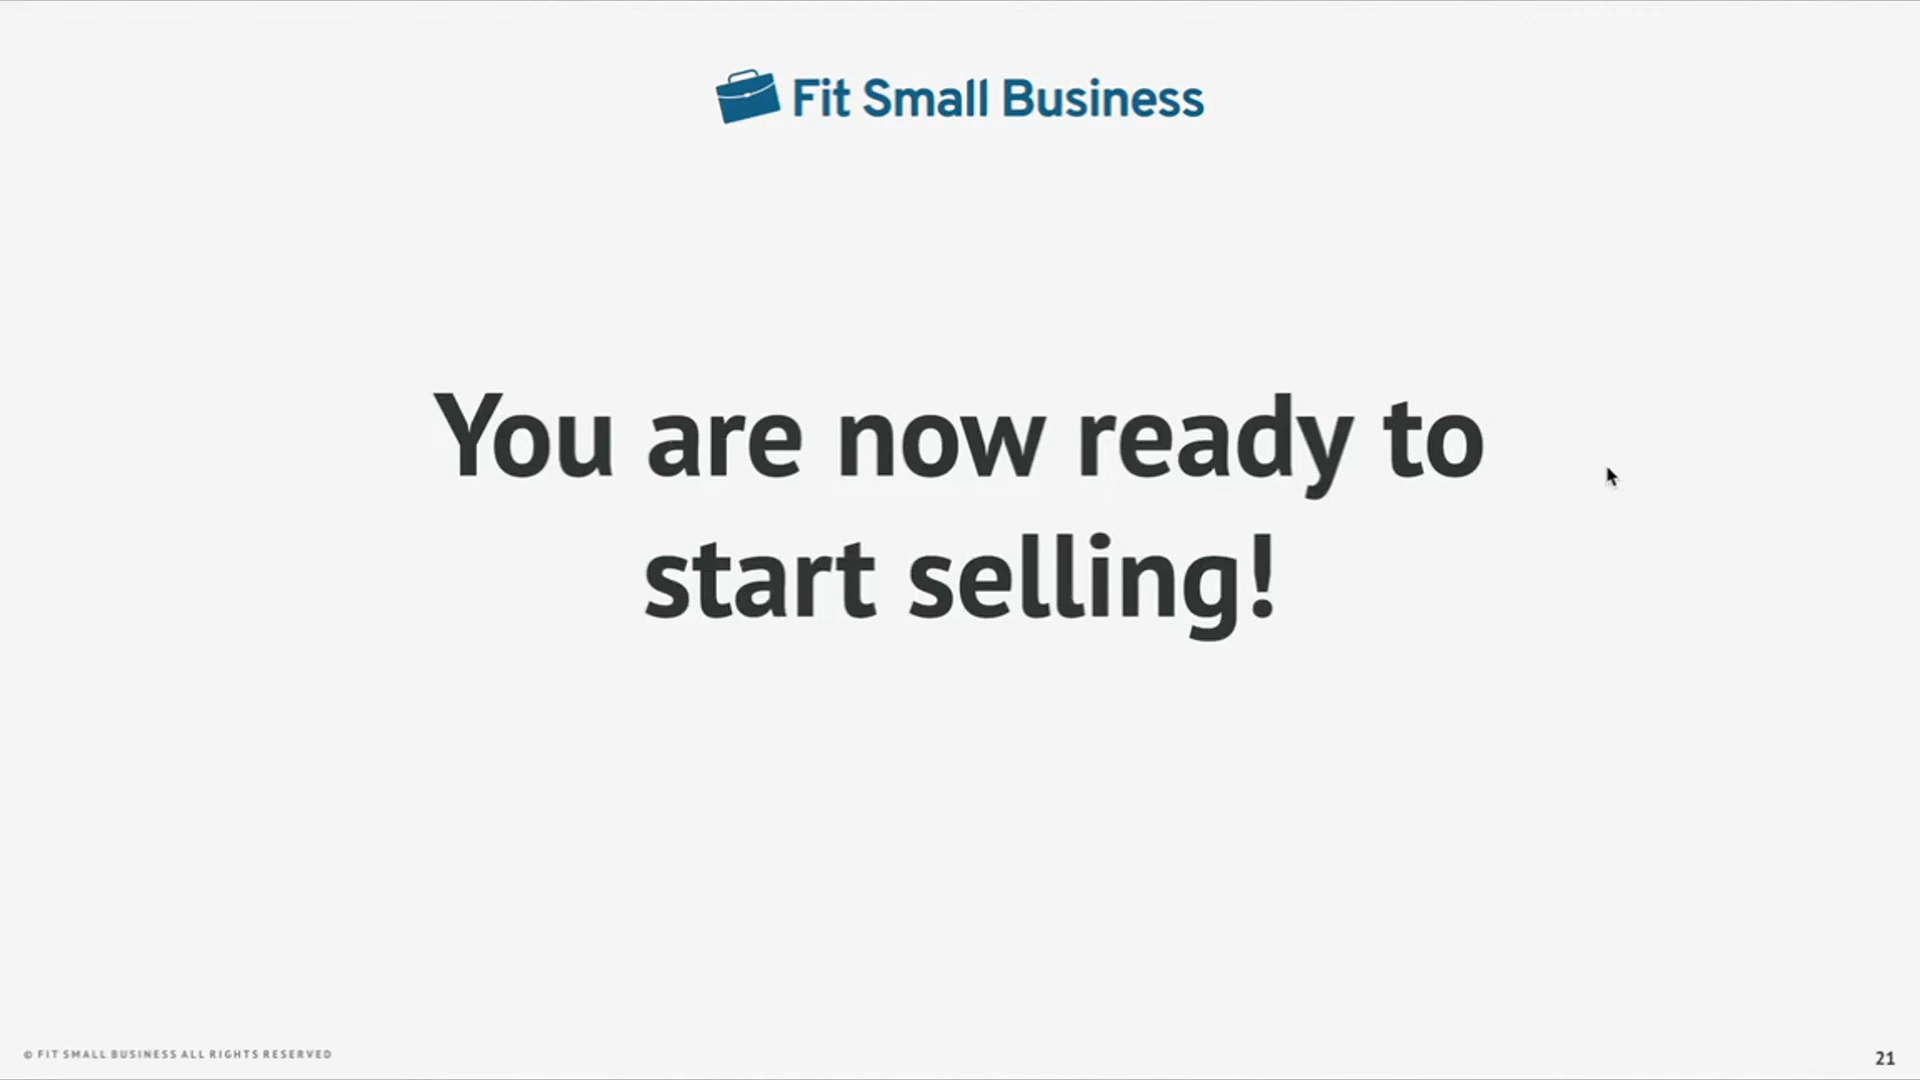 Fit Small Business
You are now ready to
start selling!
© FIT SMALL BUSINESS ALL RIGHTS RESERVED
21